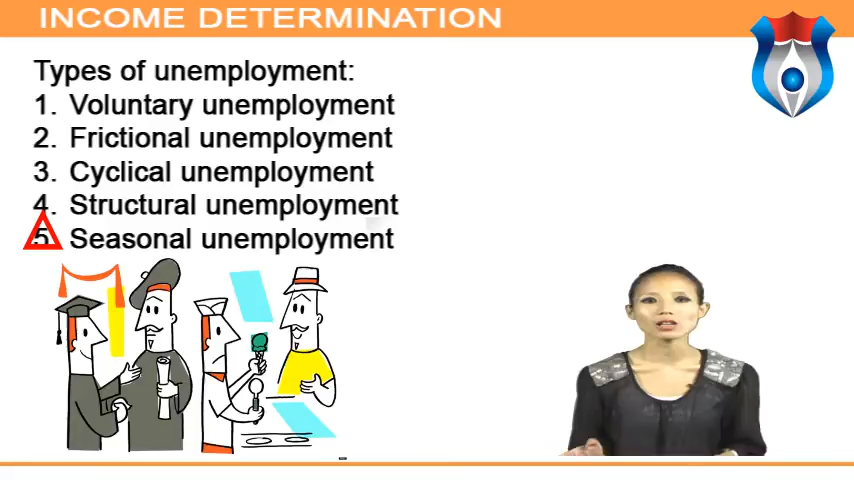 INCOME DETERMINATION
Types of unemployment:
1. Voluntary unemployment
2. Frictional unemployment
3. Cyclical unemployment
4. Structural unemployment
5. Seasonal unemployment